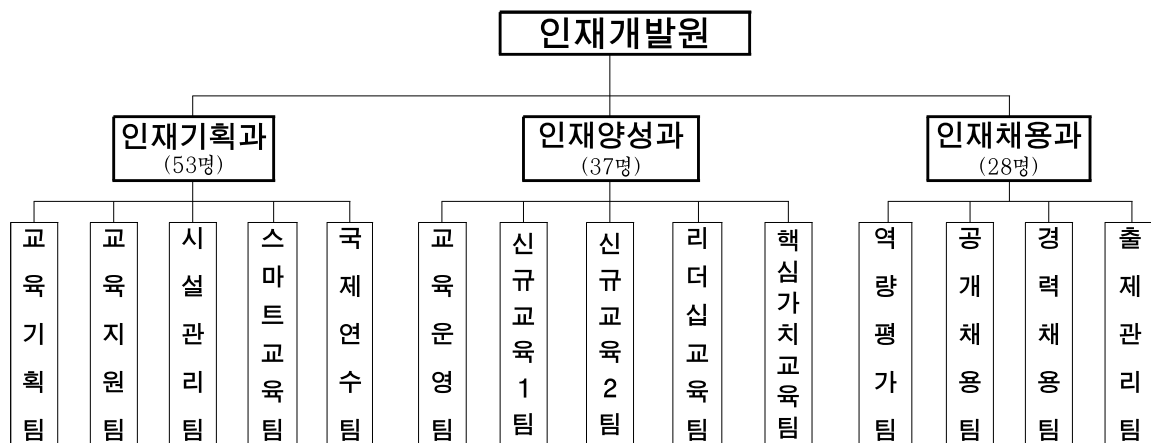 인재개발원
인재기획과
(53명)
인재양성과
(37명)
인재채용과
(28명)
교육기획팀
교육지원팀
시설관리팀
스마트교육팀
국제연수팀
교육운영팀
신규교육1팀
신규교육2팀
리더십교육팀
핵심가치교육팀
역량평가팀
공개채용팀
경력채용팀
출제관리팀